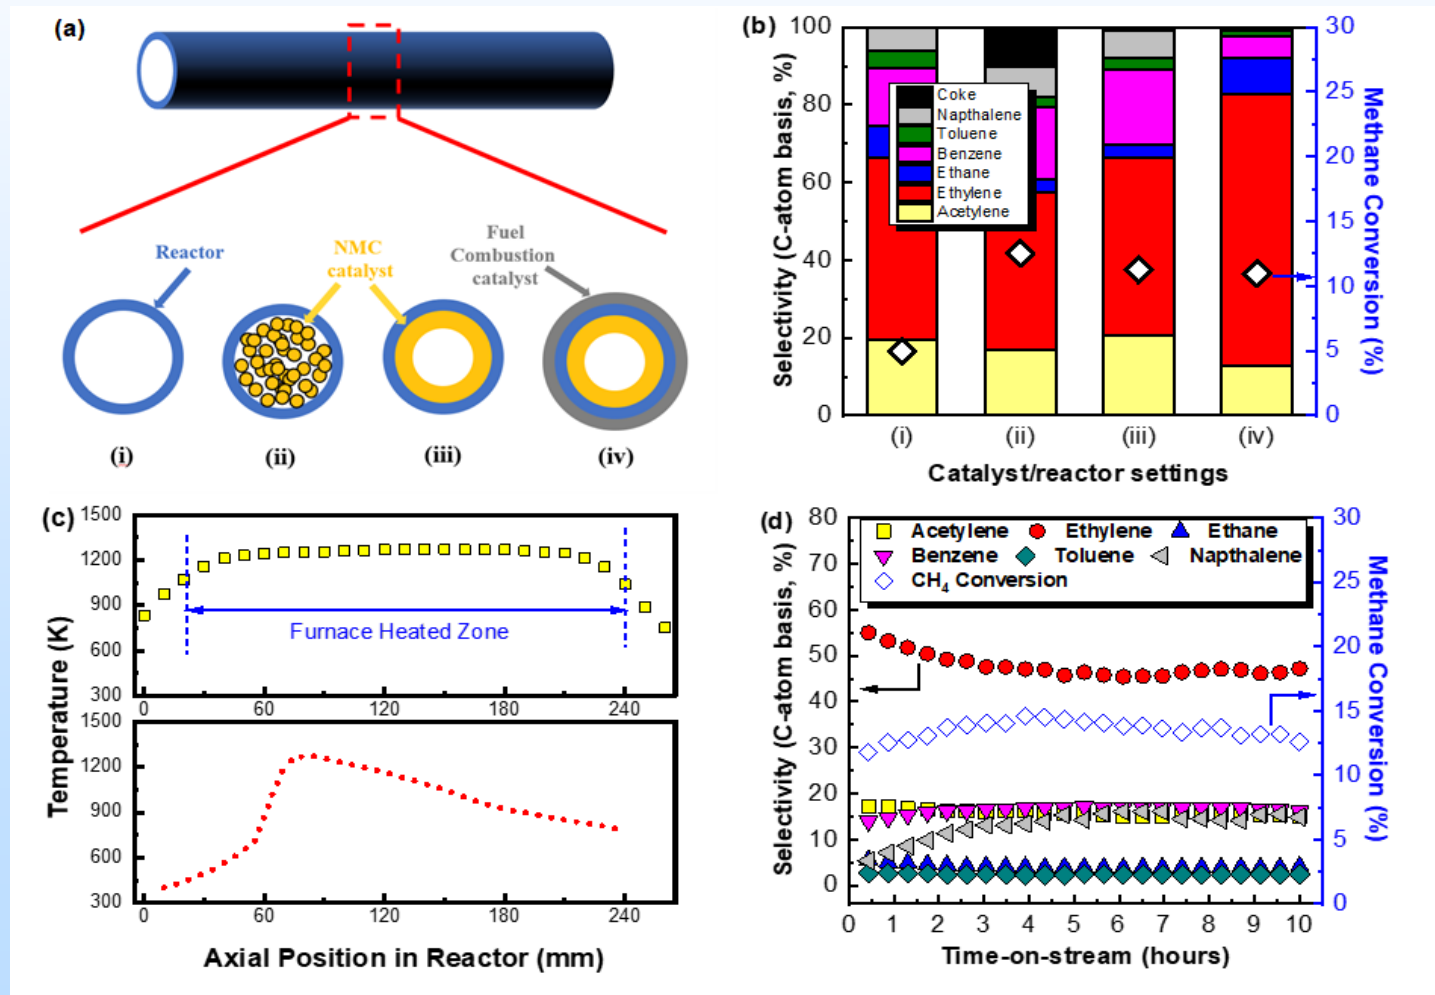 (a)
Reactor
NMC
catalyst
Fuel
Combustion
catalyst
(i)
(ii)
(iii)
(iv)
(b)
100
80
60
40
20
0
Selectivity (C-atom basis, %)
Coke
Napthalene
Toluene
Benzene
Ethane
Ethylene
Acetylene
30
25
20
15
10
5
0
Methane Conversion (%)
(i)
(ii)
(iii)
(iv)
Catalyst/reactor settings
(c)
1500
1200
900
600
300
Furnace Heated Zone
0
60
120
180
240
1500
1200
900
600
300
Temperature (K)
0
60
120
180
240
Axial Position in Reactor (mm)
(d)
80
70
60
50
40
30
20
10
0
Selectivity (C-atom basis, %)
Acetylene
Ethylene
Ethane
Benzene
Toluene
Napthalene
CH4 Conversion
30
25
20
15
10
5
0
Methane Conversion (%)
0 1 2 3 4 5 6 7 8 9 10
Time-on-stream (hours)